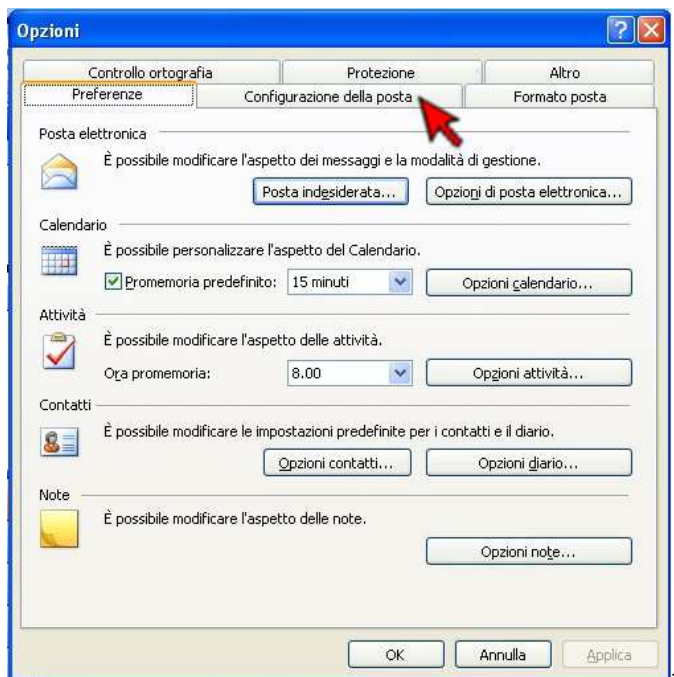 Opzioni
Controllo ortografia Protezione Altro
Preferenze Configurazione della posta Formato posta
Posta elettronica
È possibile modificare l'aspetto dei messaggi e la modalità di gestione.
Posta indesiderata... Opzioni di posta elettronica...
Calendario
È possibile personalizzare l'aspetto del Calendario.
Promemoria predefinito: 15 minuti Opzioni calendario...
Attività
È possibile modificare l'aspetto delle attività.
Ora promemoria: 8.00 Opzioni attività...
Contatti
È possibile modificare le impostazioni predefinite per i contatti e il diario.
Opzioni contatti... Opzioni diario...
Note
È possibile modificare l'aspetto delle note.
Opzioni note...
OK Annulla Applica